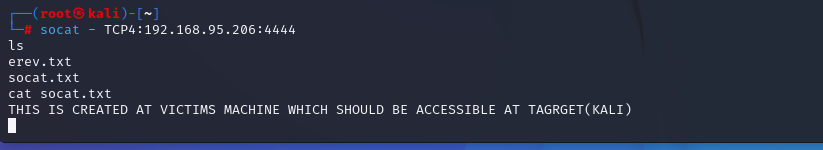 ┌──(root㉿kali)-[~]
└─# socat - TCP4:192.168.95.206:4444
ls
erev.txt
socat.txt
cat socat.txt
THIS IS CREATED AT VICTIMS MACHINE WHICH SHOULD BE ACCESSIBLE AT TAGRGET(KALI)